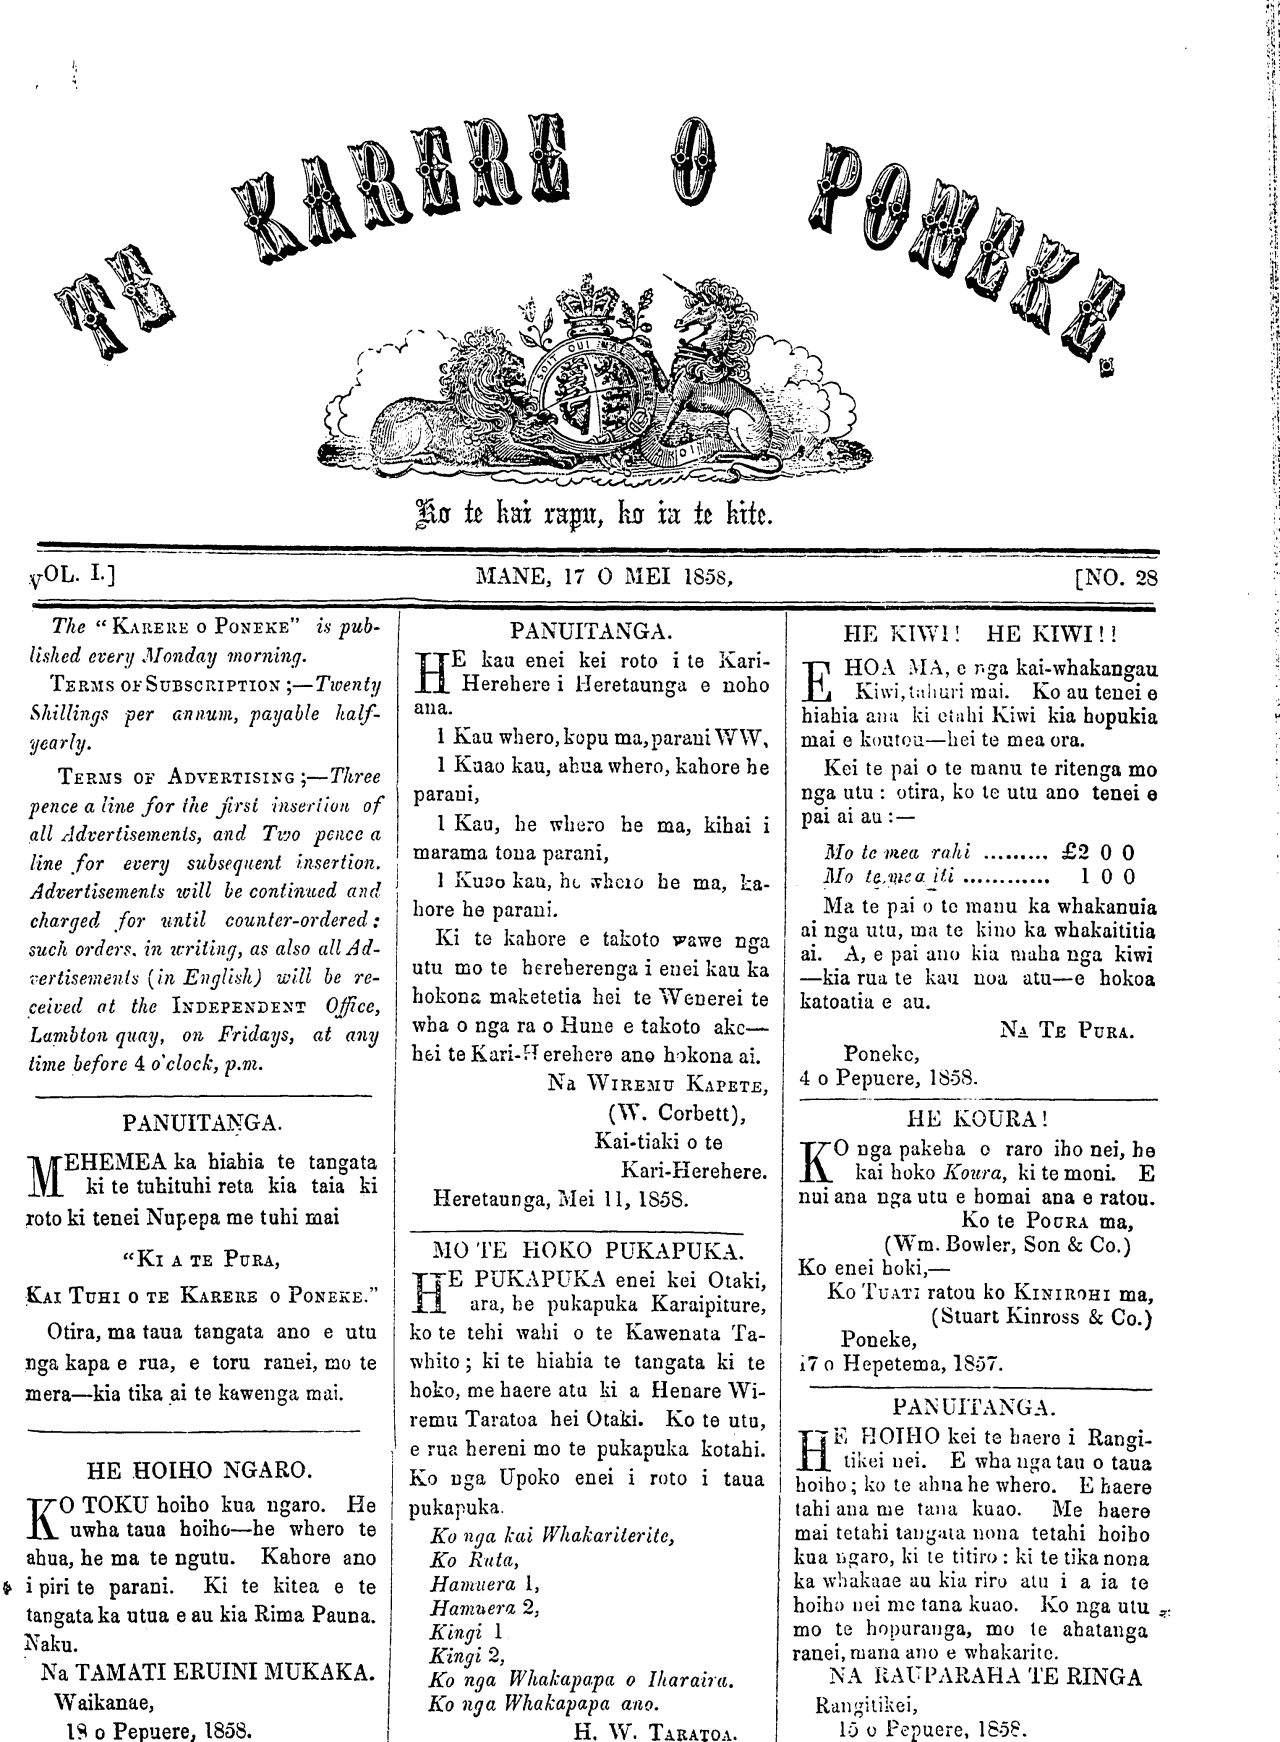 TE KARERE O PONEKE.
SOIT QUI MAL
Ko te kai rapu, ko ia te kite.
VOL. I.]
MANE, 17 O MEI 1858,
[NO. 28
The "KARERE O PONEKE" is pub-
lished every Monday morning.
TERMS OF SUBSCRIPTION;—Twenty
Shillings per annum, payable half-
yearly.
TERMS OF ADVERTISING;—Three
pence a line for the first insertion of
all Advertisements, and Two pence a
line for every subsequent insertion.
Advertisements will be continued and
charged for until counter-ordered:
such orders. in writing, as also all Ad-
vertisements (in English) will be re-
ceived at the INDEPENDENT Office,
Lambton quay, on Fridays, at any
time before 4 o'clock, p.m.
PANUITANGA.
MEHEMEA ka hiahia te tangata
ki te tuhituhi reta kia taia ki
roto ki tenei Nupepa me tuhi mai
"KI A TE PURA,
KAI TUHI O TE KARERE O PONEKE."
Otira, ma taua tangata ano e utu
nga kapa e rua, e toru ranei, mo te
mera—kia tika ai te kawenga mai.
HE HOIHO NGARO.
KO TOKU hoiho kua ngaro. He
uwha taua hoiho—he whero te
ahua, he ma te ngutu. Kahore ano
i piri te parani. Ki te kitea e te
tangata ka utua e au kia Rima Pauna.
Naku.
Na TAMATI ERUINI MUKAKA.
Waikanae,
18 o Pepuere, 1858.
PANUITANGA.
HE kau enei kei roto i te Kari-
Herehere i Heretaunga e noho
ana.
1 Kau whero, kopu ma, parani WW,
1 Kuao kau, ahua whero, kahore he
parani,
1 Kau, he whero he ma, kihai i
marama tona parani,
1 Kuao kau, he whero he ma, ka-
hore he parani.
Ki te kahore e takoto wawe nga
utu mo te hereherenga i enei kau ka
hokona maketetia hei te Wenerei te
wha o nga ra o Hune e takoto ake—
hei te Kari-Herehere ano hokona ai.
Na WIREMU KAPETE,
(W. Corbett),
Kai-tiaki o te
Kari-Herehere.
Heretaunga, Mei 11, 1858.
MO TE HOKO PUKAPUKA.
HE PUKAPUKA enei kei Otaki,
ara, he pukapuka Karaipiture,
ko te tehi wahi o te Kawenata Ta-
whito; ki te hiahia te tangata ki te
hoko, me haere atu ki a Henare Wi-
remu Taratoa hei Otaki. Ko te utu,
e rua hereni mo te pukapuka kotahi.
Ko nga Upoko enei i roto i taua
pukapuka.
Ko nga kai Whakariterite,
Ko Ruta,
Hamuera 1,
Hamuera 2,
Kingi 1
Kingi 2,
Ko nga Whakapapa o Iharaira.
Ko nga Whakapapa ano.
H. W. TARATOA.
HE KIWI! HE KIWI!!
E HOA MA, e nga kai-whakangau
Kiwi, tahuri mai. Ko au tenei e
hiahia ana ki etahi Kiwi kia hopukia
mai e koutou—hei te mea ora.
Kei te pai o te manu te ritenga mo
nga utu: otira, ko te utu ano tenei e
pai ai au:—
Mo te mea rahi ......... £2 0 0
Mo te mea iti ............ 1 0 0
Ma te pai o te manu ka whakanuia
ai nga utu, ma te kino ka whakaititia
ai. A, e pai ano kia maha nga kiwi
—kia rua te kau noa atu—e hokoa
katoatia e au.
NA TE PURA.
Poneke,
4 o Pepuere, 1858.
HE KOURA!
KO nga pakeha o raro iho nei, he
kai hoko Koura, ki te moni. E
nui ana nga utu e homai ana e ratou.
Ko te POURA ma,
(Wm. Bowler, Son & Co.)
Ko enei hoki,—
Ko TUATI ratou ko KINIROHI ma,
(Stuart Kinross & Co.)
Poneke,
17 o Hepetema, 1857.
PANUITANGA.
HE HOIHO kei te haere i Rangi-
tikei nei. E wha nga tau o taua
hoiho; ko te ahua he whero. E haere
tahi ana me tana kuao. Me haere
mai tetahi tangata nona tetahi hoiho
kua ngaro, ki te titiro: ki te tika nona
ka whakaae au kia riro atu i a ia te
hoiho nei me tana kuao. Ko nga utu
mo te hopuranga, mo te ahatanga
ranei, mana ano e whakarite.
NA RAUPARAHA TE RINGA
Rangitikei,
15 o Pepuere, 1858.